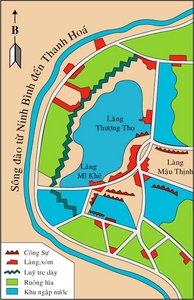 B
Sông đào từ Ninh Bình đến Thanh Hoá
Làng
Thượng Thọ
Làng
Mậu Thịnh
Làng
Mĩ Khê
Công Sự
Làng, xóm
Luỹ tre dày
Ruộng lúa
Khu ngập nước